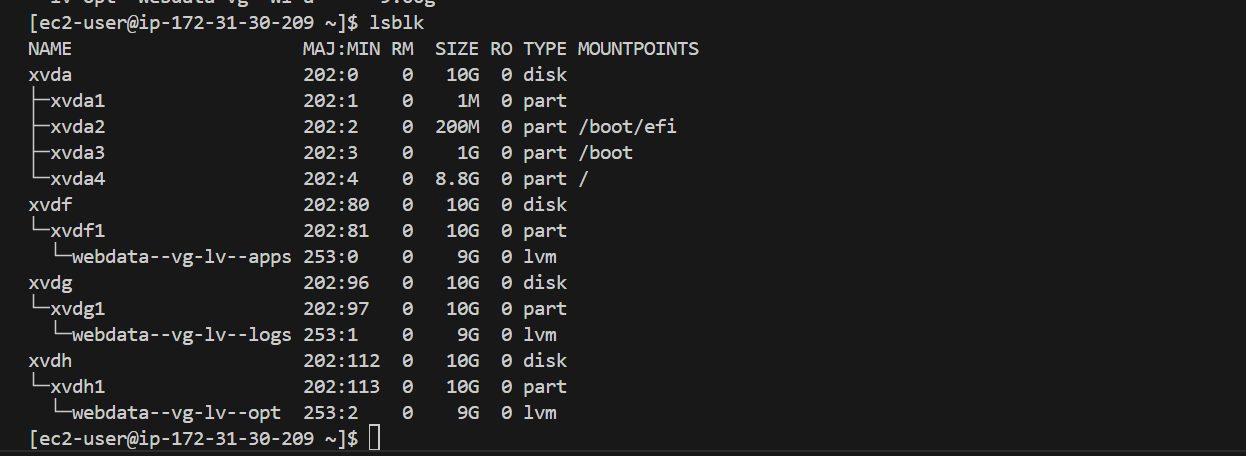 lv-opt webdata-vg -wi-a----- 9.00g
[ec2-user@ip-172-31-30-209 ~]$ lsblk
NAME                     MAJ:MIN RM  SIZE RO TYPE MOUNTPOINTS
xvda                     202:0    0   10G  0 disk
├─xvda1                  202:1    0    1M  0 part
├─xvda2                  202:2    0  200M  0 part /boot/efi
├─xvda3                  202:3    0    1G  0 part /boot
└─xvda4                  202:4    0  8.8G  0 part /
xvdf                     202:80   0   10G  0 disk
└─xvdf1                  202:81   0   10G  0 part
  └─webdata--vg-lv--apps 253:0    0    9G  0 lvm
xvdg                     202:96   0   10G  0 disk
└─xvdg1                  202:97   0   10G  0 part
  └─webdata--vg-lv--logs 253:1    0    9G  0 lvm
xvdh                     202:112  0   10G  0 disk
└─xvdh1                  202:113  0   10G  0 part
  └─webdata--vg-lv--opt  253:2    0    9G  0 lvm
[ec2-user@ip-172-31-30-209 ~]$